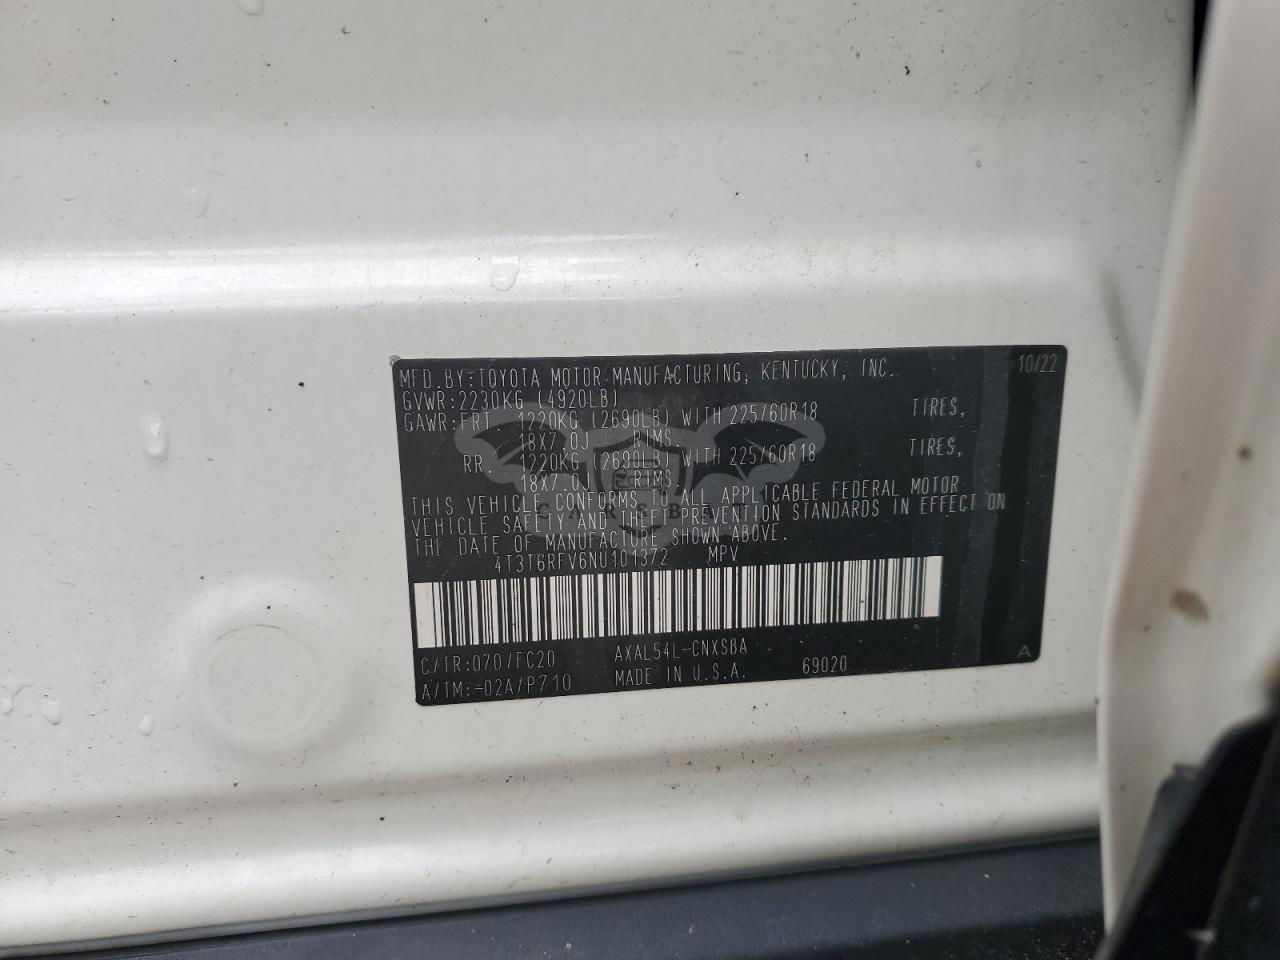 MFD.BY:TOYOTA MOTOR MANUFACTURING, KENTUCKY, INC. 10/22
GVWR:2230KG (4920LB)
GAWR:FRT. 1220KG (2690LB) WITH 225/60R18 TIRES,
18X7.0J RIMS
RR. 1220KG (2690LB) WITH 225/60R18 TIRES,
18X7.0J RIMS
THIS VEHICLE CONFORMS TO ALL APPLICABLE FEDERAL MOTOR
VEHICLE SAFETY AND THEFT PREVENTION STANDARDS IN EFFECT ON
THE DATE OF MANUFACTURE SHOWN ABOVE.
4T3T6RFV6NU101372 MPV
C/TR:070/FC20 AXAL54L-CNXSBA
A/TM:-02A/P710 MADE IN U.S.A. 69020 A
CARSBAT